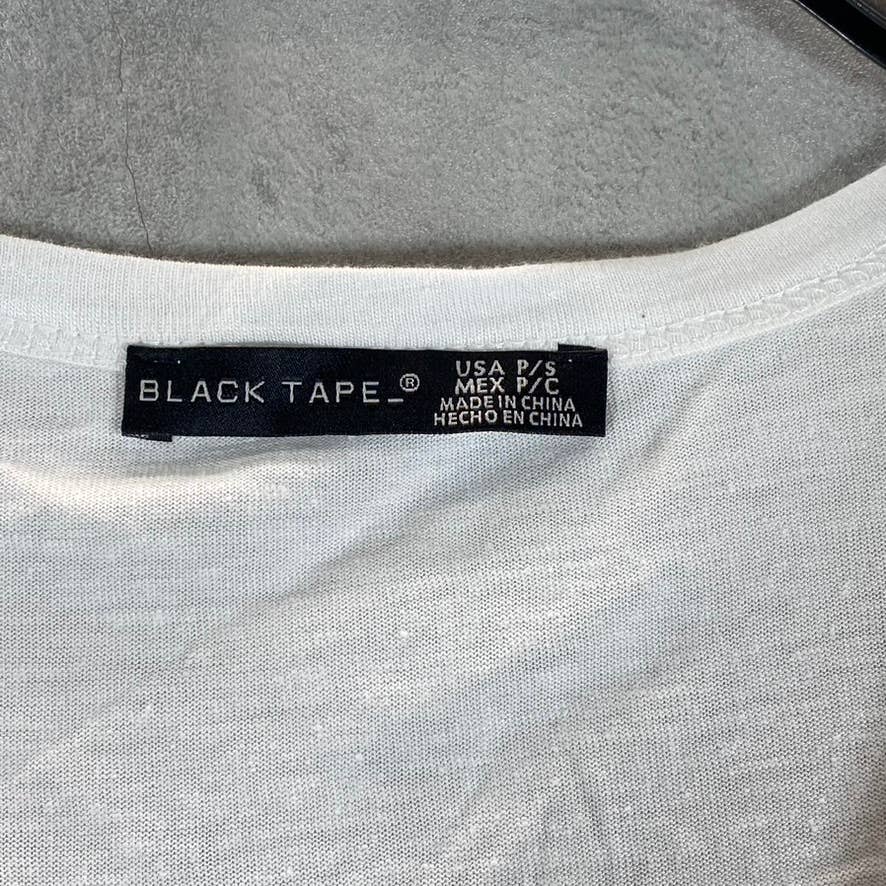 BLACK TAPE_®
USA P/S
MEX P/C
MADE IN CHINA
HECHO EN CHINA